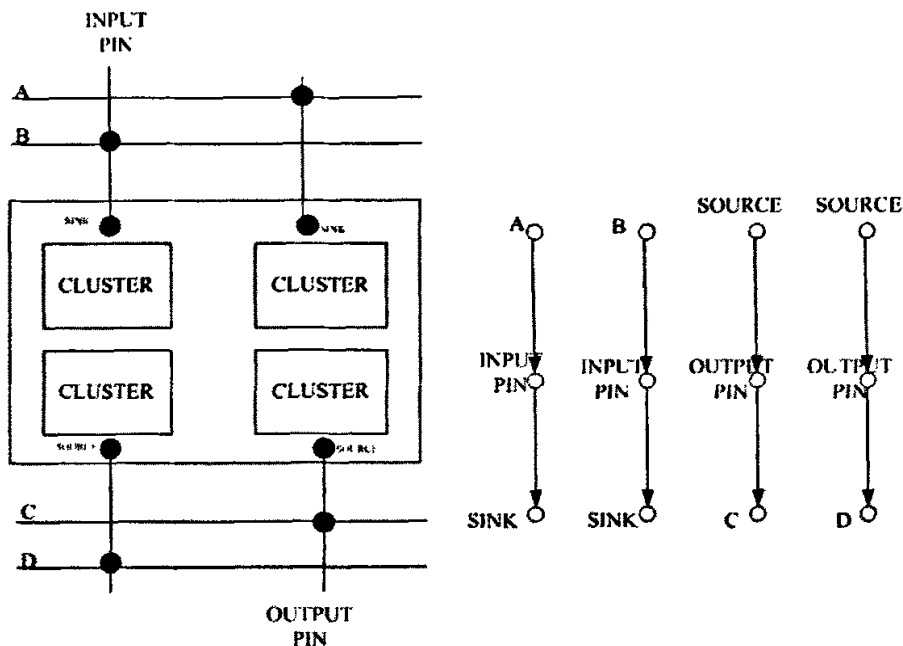 INPUT
PIN
A
B
SINK
SINK
CLUSTER
CLUSTER
CLUSTER
CLUSTER
SOURCE
SOURCE
C
D
OUTPUT
PIN
A
B
SOURCE
SOURCE
INPUT
PIN
INPUT
PIN
OUTPUT
PIN
OUTPUT
PIN
SINK
SINK
C
D